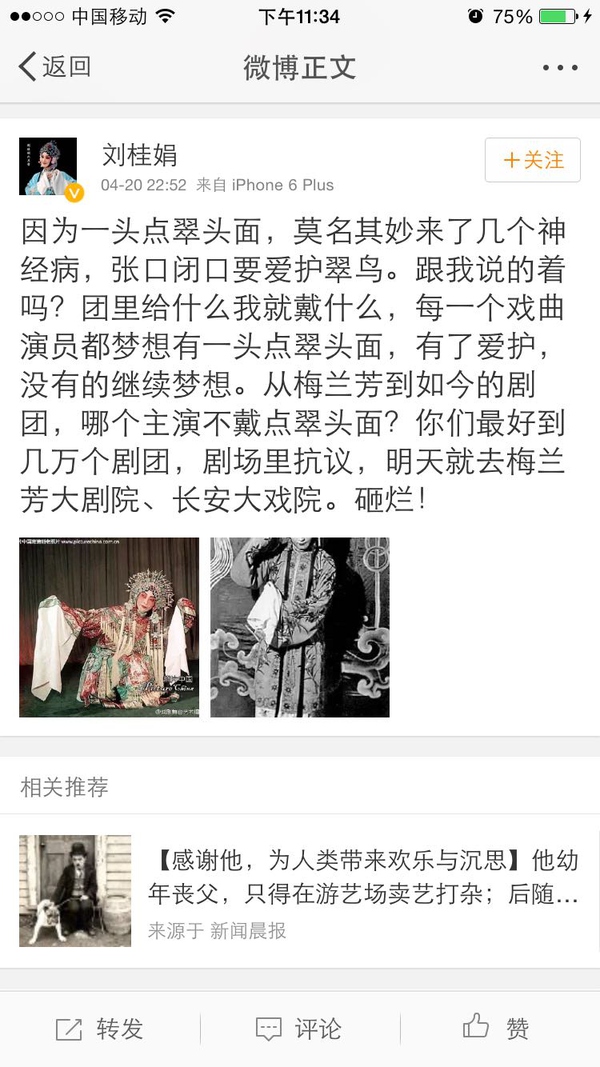 中国移动 下午11:34 75%
返回 微博正文
刘桂娟 +关注
04-20 22:52 来自 iPhone 6 Plus
因为一头点翠头面，莫名其妙来了几个神
经病，张口闭口要爱护翠鸟。跟我说的着
吗？团里给什么我就戴什么，每一个戏曲
演员都梦想有一头点翠头面，有了爱护，
没有的继续梦想。从梅兰芳到如今的剧
团，哪个主演不戴点翠头面？你们最好到
几万个剧团，剧场里抗议，明天就去梅兰
芳大剧院、长安大戏院。砸烂！
相关推荐
【感谢他，为人类带来欢乐与沉思】他幼
年丧父，只得在游艺场卖艺打杂；后随...
来源于 新闻晨报
转发 评论 赞